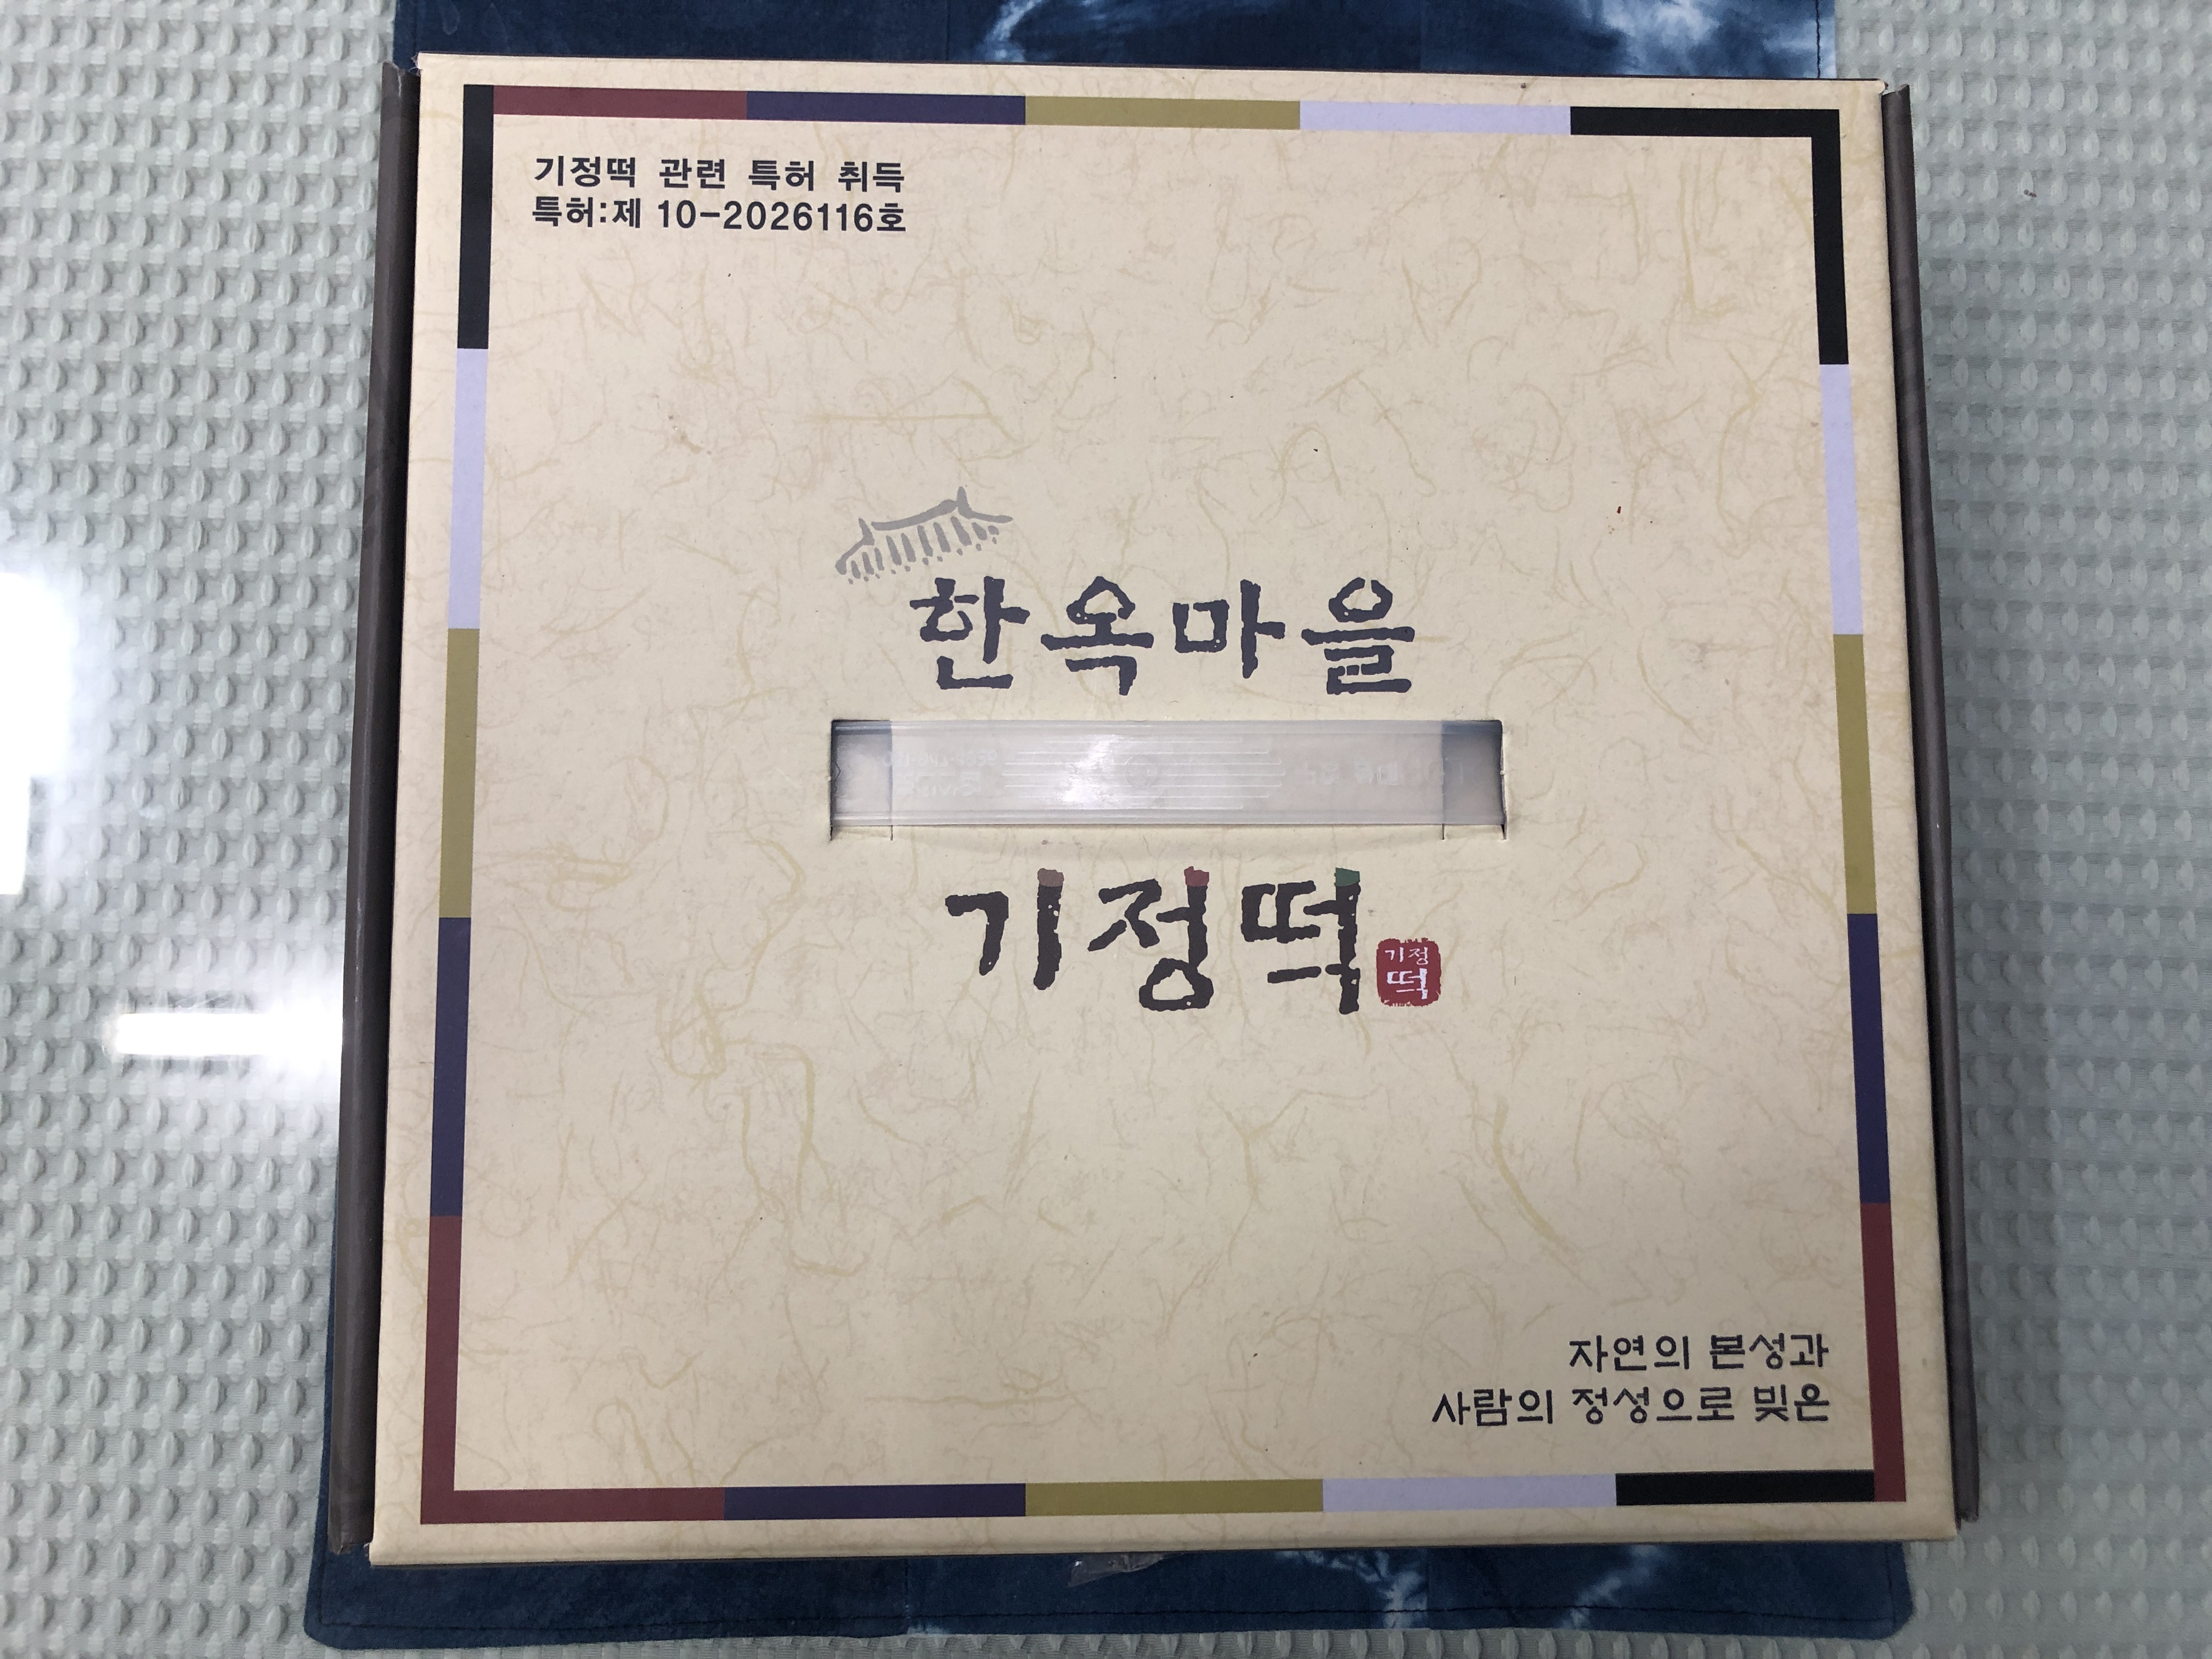 기정떡 관련 특허 취득
특허:제 10-2026116호
한옥마을
기정떡
기정
떡
자연의 본성과
사람의 정성으로 빚은